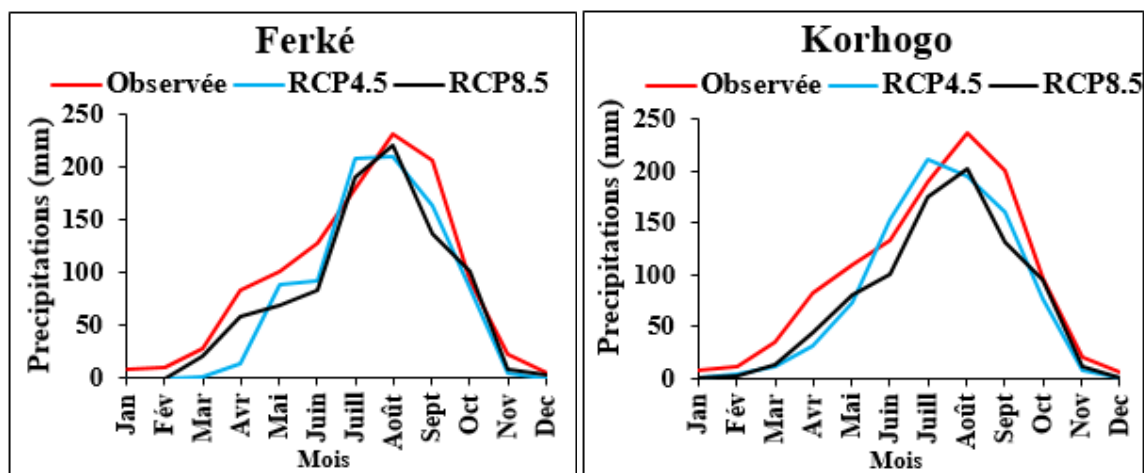 Ferké
Observée RCP4.5 RCP8.5
Precipitations (mm)
250
200
150
100
50
0
Jan Fév Mar Avr Mai Juin Juill Août Sept Oct Nov Dec
Mois
Korhogo
Observée RCP4.5 RCP8.5
Precipitations (mm)
250
200
150
100
50
0
Jan Fév Mar Avr Mai Juin Juill Août Sept Oct Nov Dec
Mois